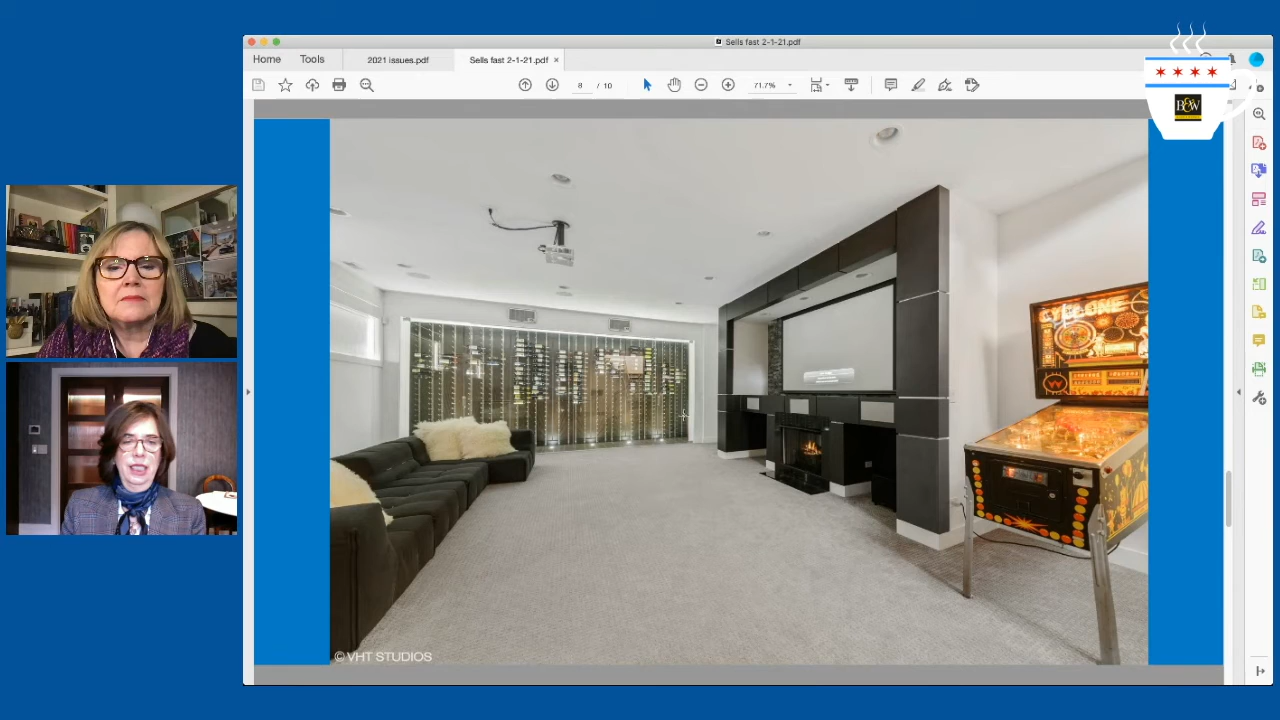 Sells fast 2-1-21.pdf
Home
Tools
2021 issues.pdf
Sells fast 2-1-21.pdf ×
8 / 10
71.7%
B&W
CYCLONE
© VHT STUDIOS